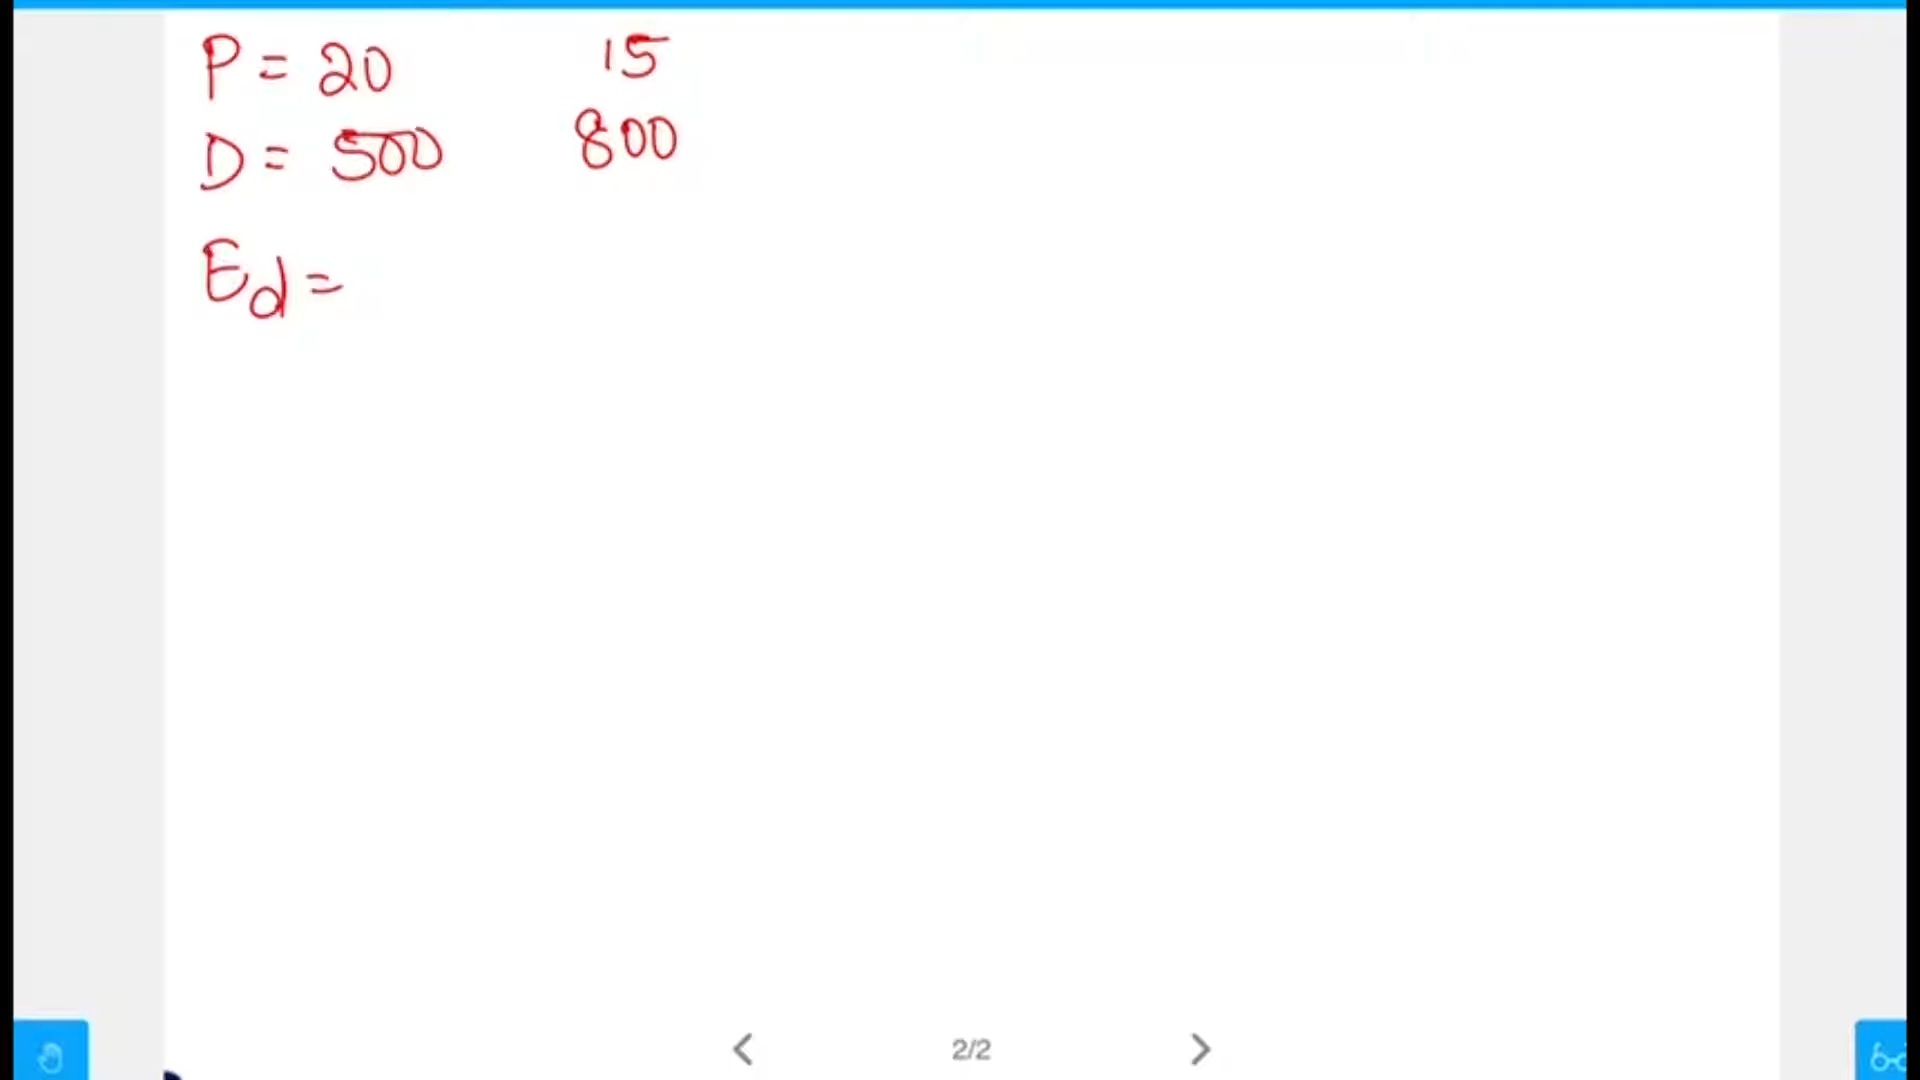 P = 20 15
D = 500 800
Ed =
2/2